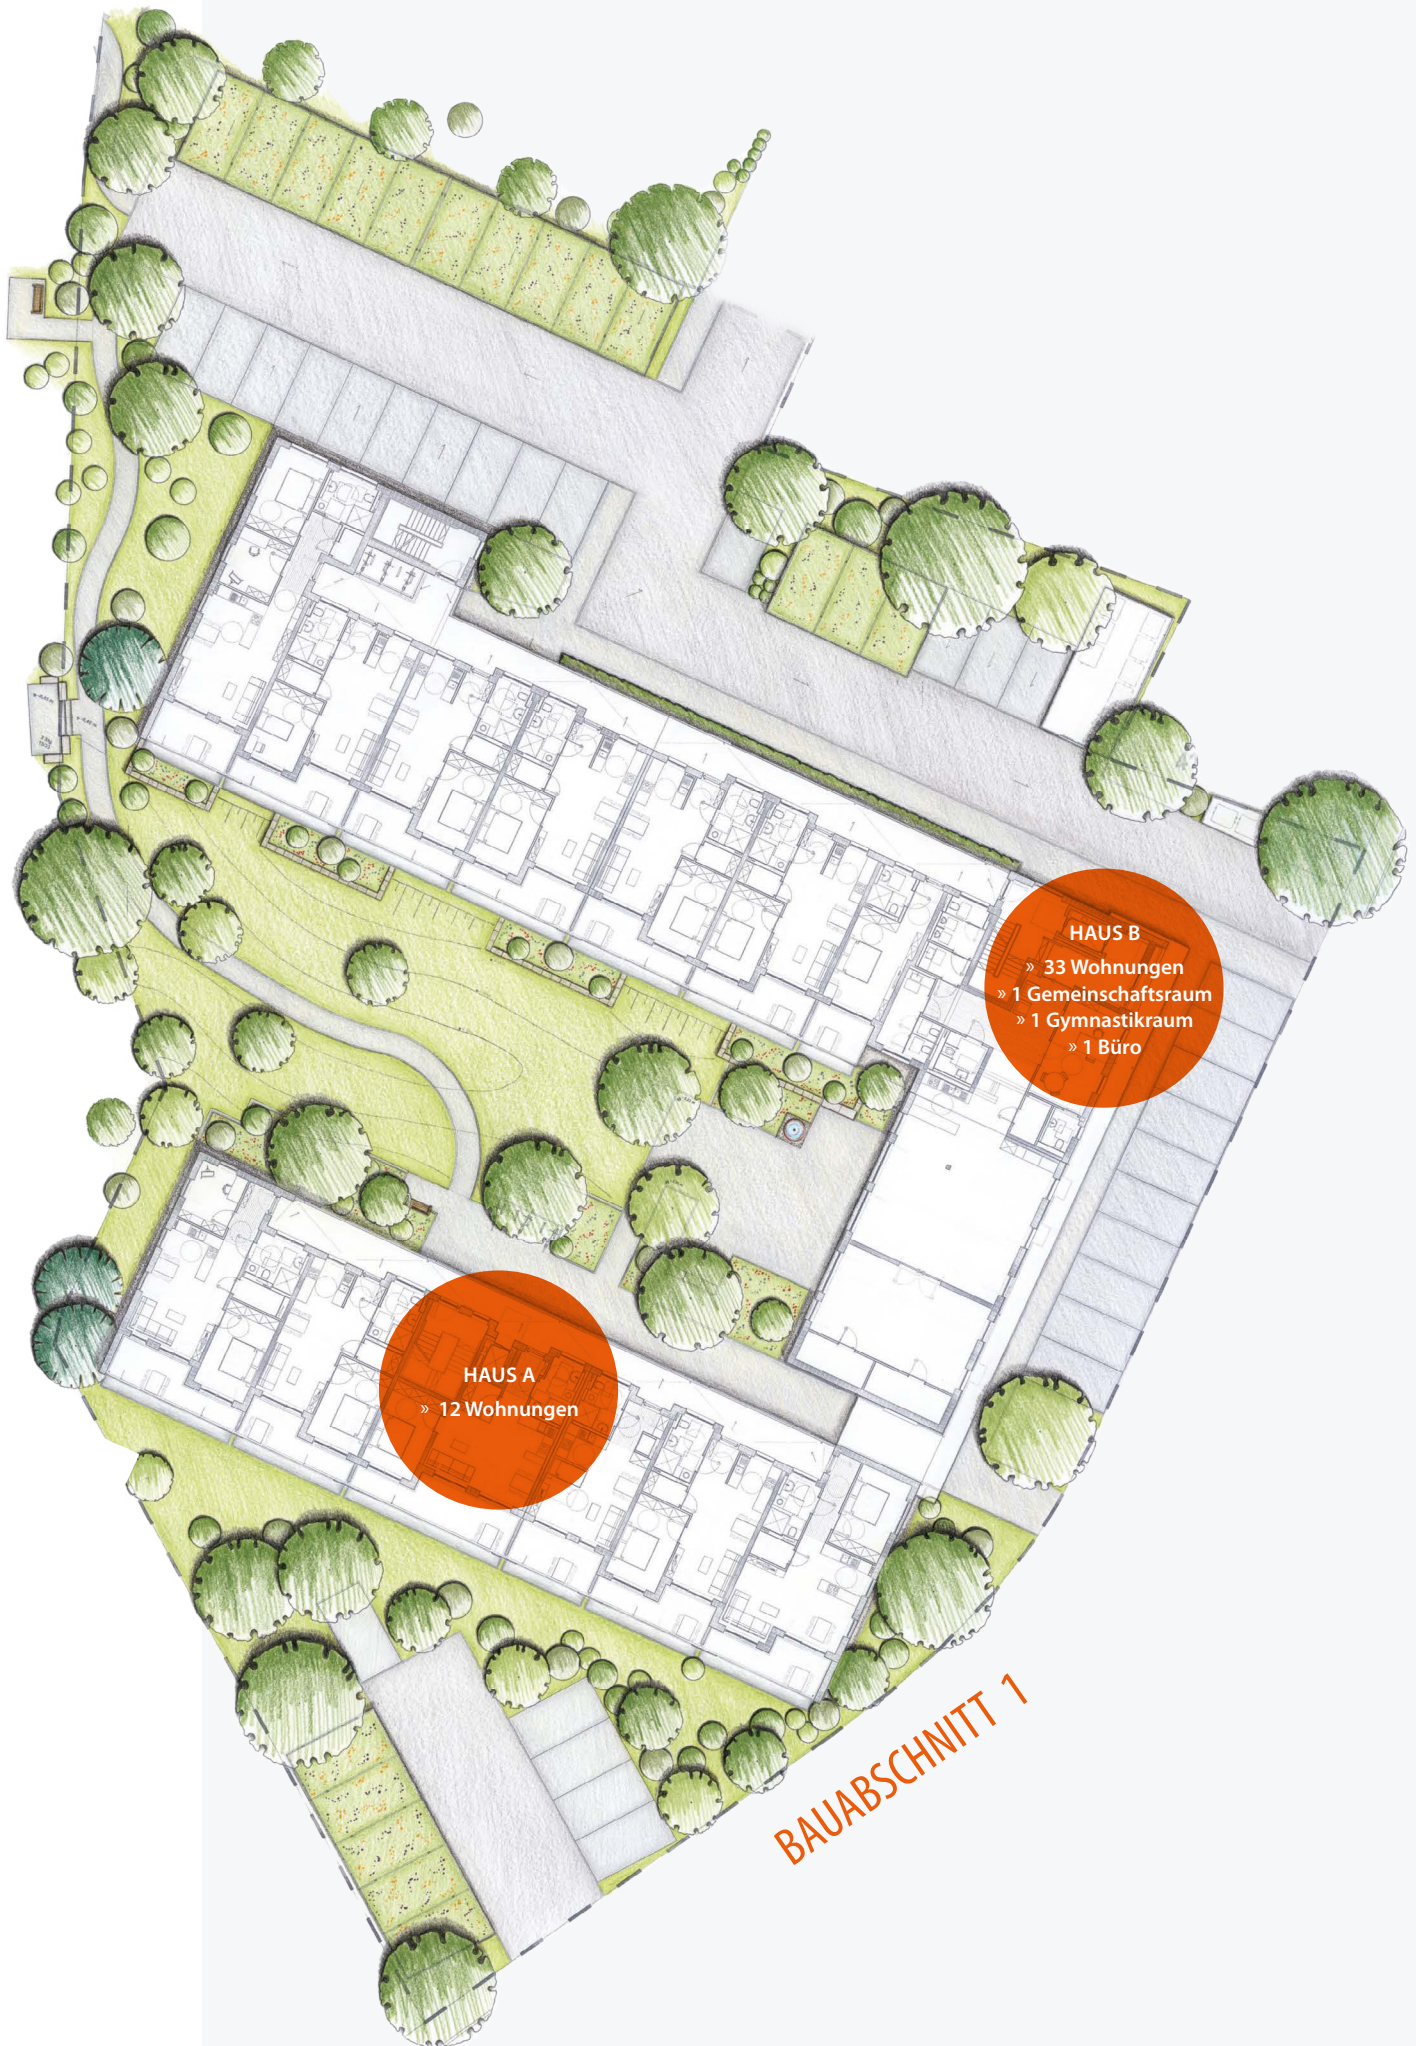 HAUS B
» 33 Wohnungen
» 1 Gemeinschaftsraum
» 1 Gymnastikraum
» 1 Büro
HAUS A
» 12 Wohnungen
BAUABSCHNITT 1